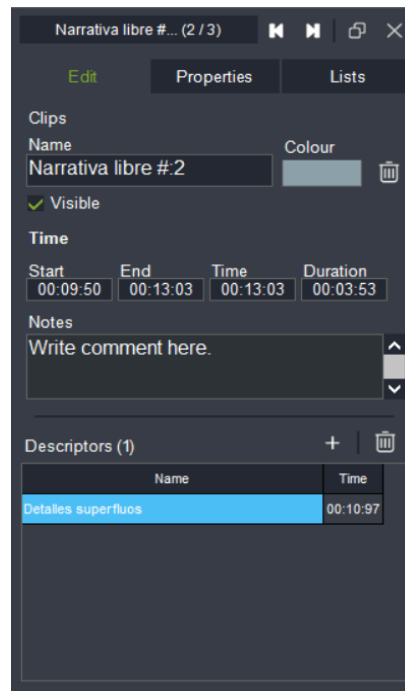 Narrativa libre #... (2 / 3)
Edit Properties Lists
Clips
Name Colour
Narrativa libre #:2
Visible
Time
Start End Time Duration
00:09:50 00:13:03 00:13:03 00:03:53
Notes
Write comment here.
Descriptors (1) +
Name Time
Detalles superfluos 00:10:97